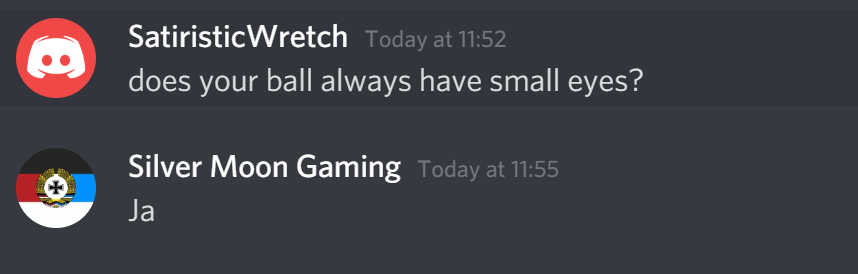 SatiristicWretch Today at 11:52
does your ball always have small eyes?
Silver Moon Gaming Today at 11:55
Ja